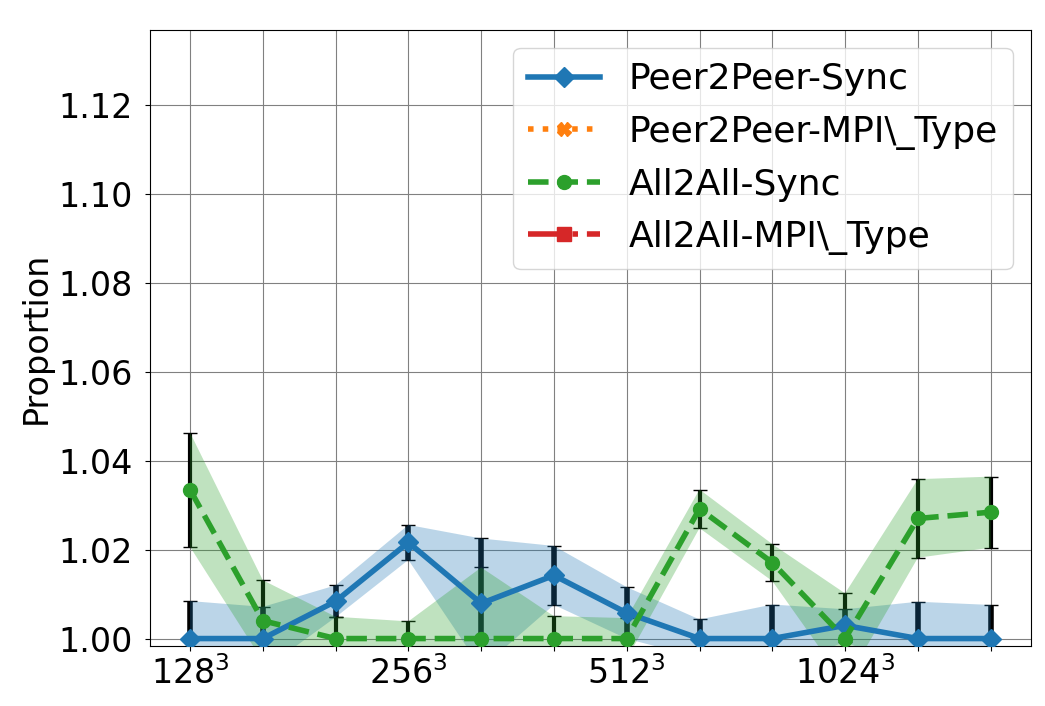 Peer2Peer-Sync
Peer2Peer-MPI\_Type
All2All-Sync
All2All-MPI\_Type
Proportion
1.12
1.10
1.08
1.06
1.04
1.02
1.00
128³ 256³ 512³ 1024³